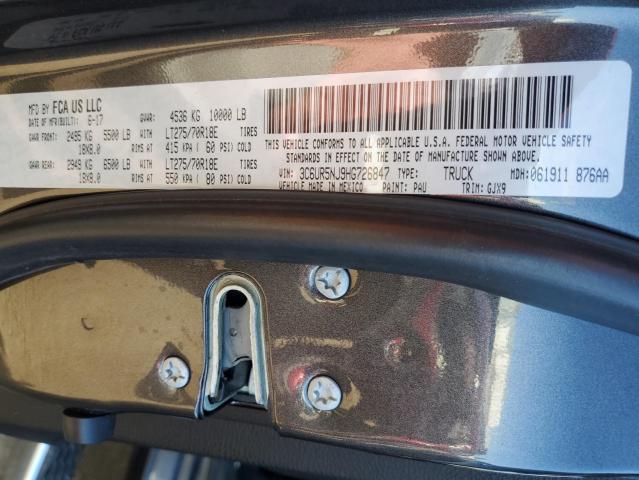 MFD BY FCA US LLC
DATE OF MFR(BUILT): 6-17 GVWR: 4536 KG 10000 LB
GAWR FRONT: 2495 KG 5500 LB WITH LT275/70R18E TIRES
18X8.0 RIMS AT 415 KPA ( 60 PSI) COLD
GAWR REAR: 2949 KG 6500 LB WITH LT275/70R18E TIRES
18X8.0 RIMS AT 550 KPA ( 80 PSI) COLD
THIS VEHICLE CONFORMS TO ALL APPLICABLE U.S.A. FEDERAL MOTOR VEHICLE SAFETY
STANDARDS IN EFFECT ON THE DATE OF MANUFACTURE SHOWN ABOVE.
VIN: 3C6UR5NJ9HG726847 TYPE: TRUCK MDH: 061911 876AA
VEHICLE MADE IN MEXICO PAINT: PAU TRIM: GJX9